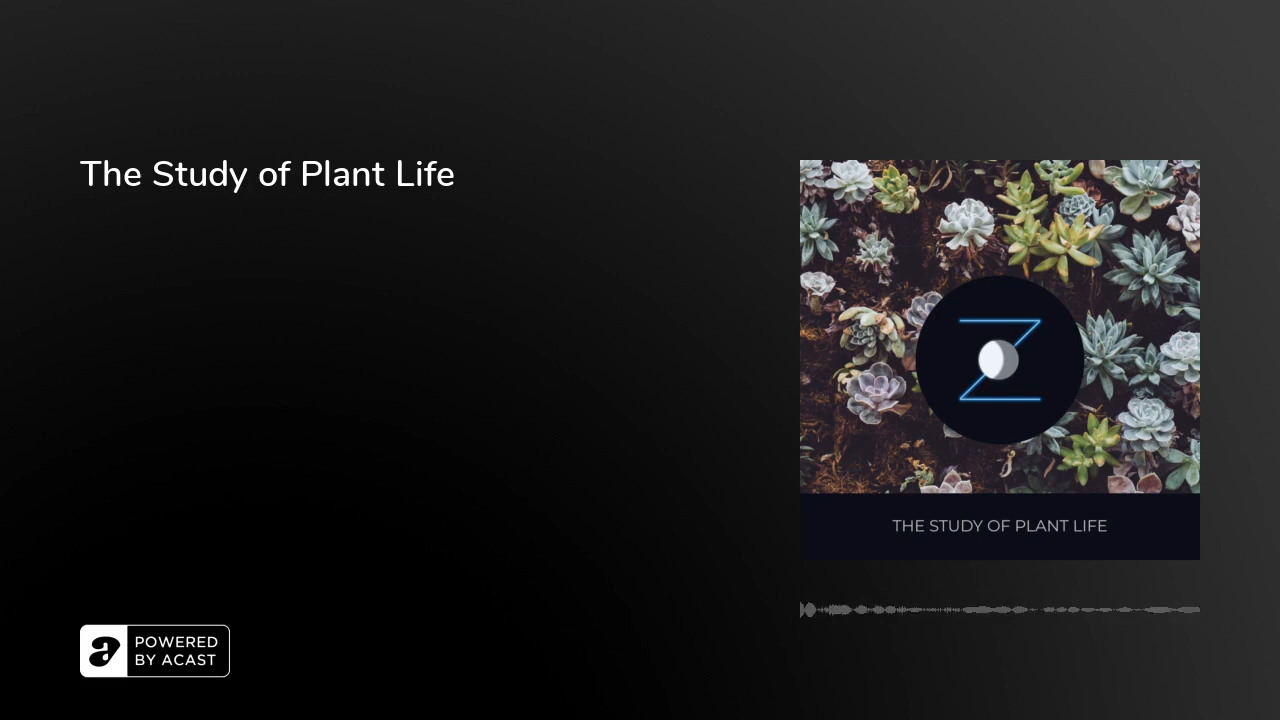 The Study of Plant Life
THE STUDY OF PLANT LIFE
POWERED
BY ACAST